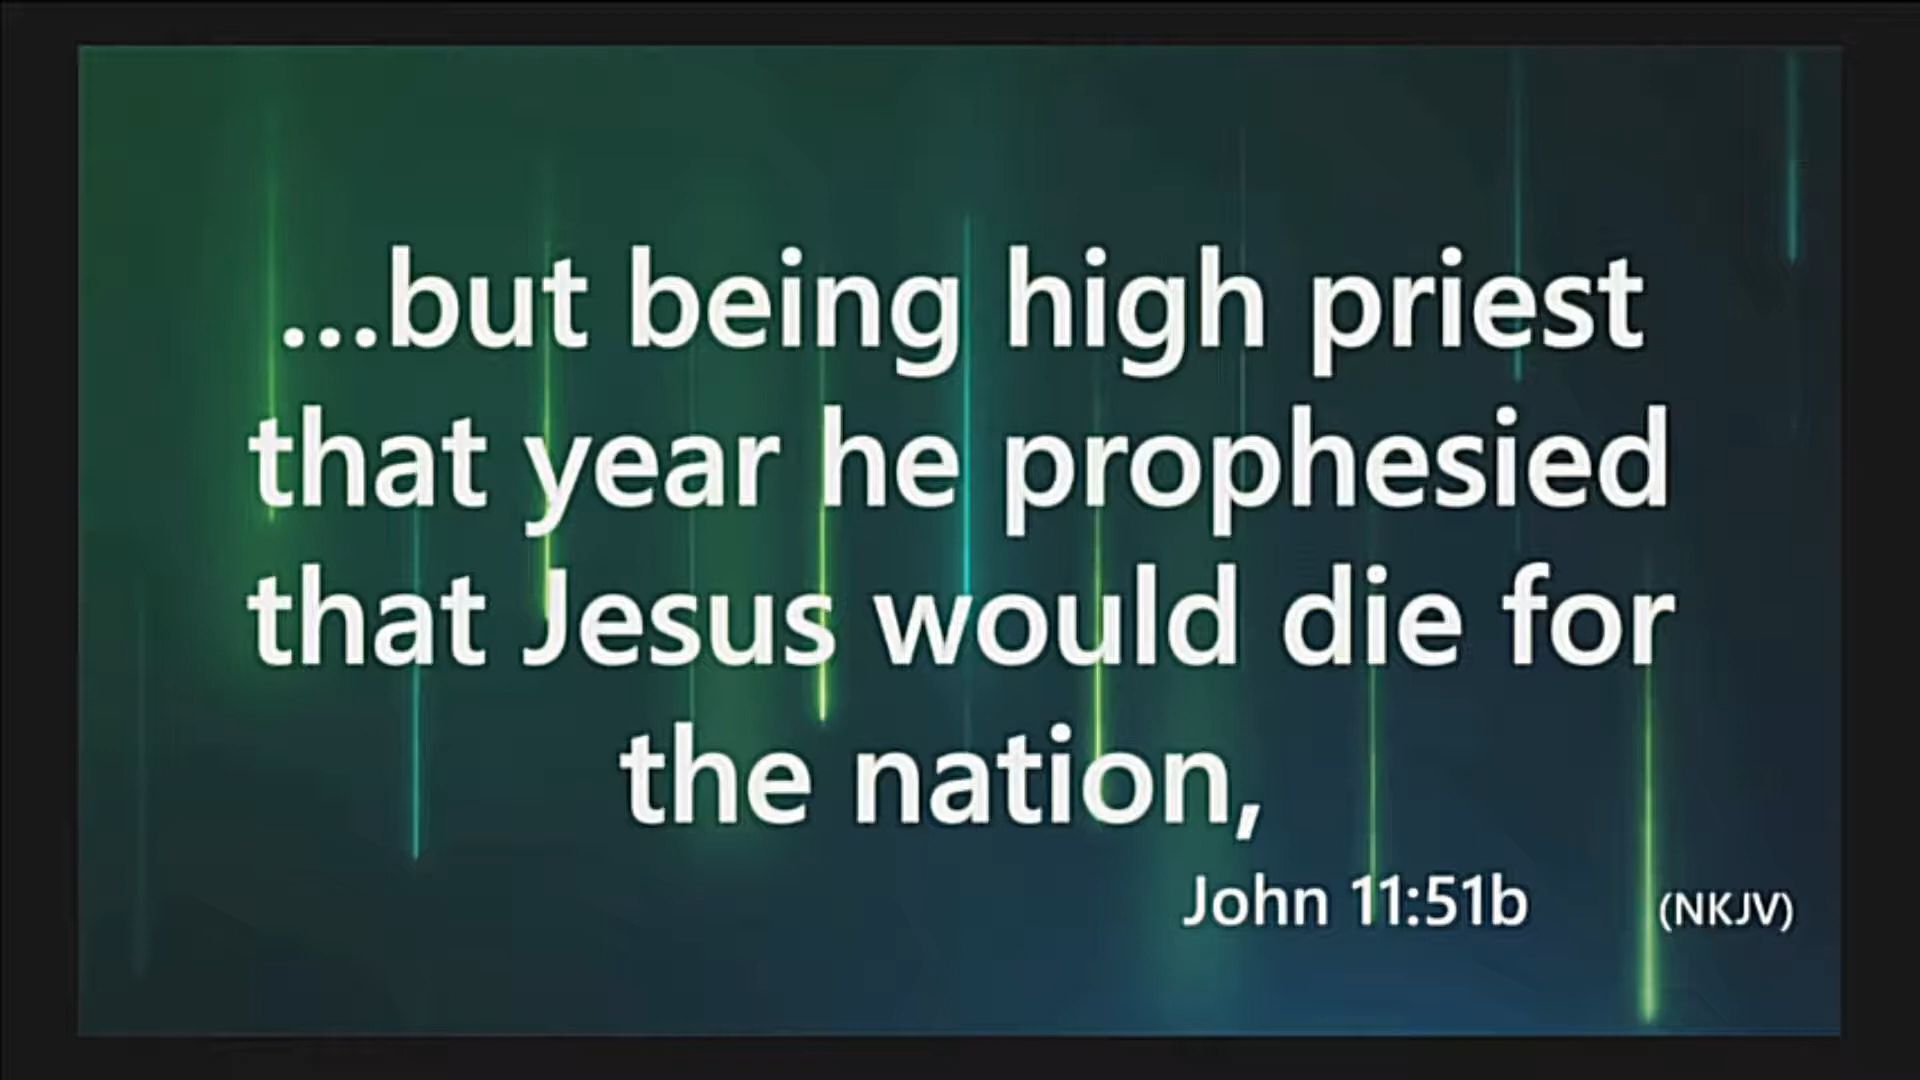 ...but being high priest
that year he prophesied
that Jesus would die for
the nation,
John 11:51b (NKJV)